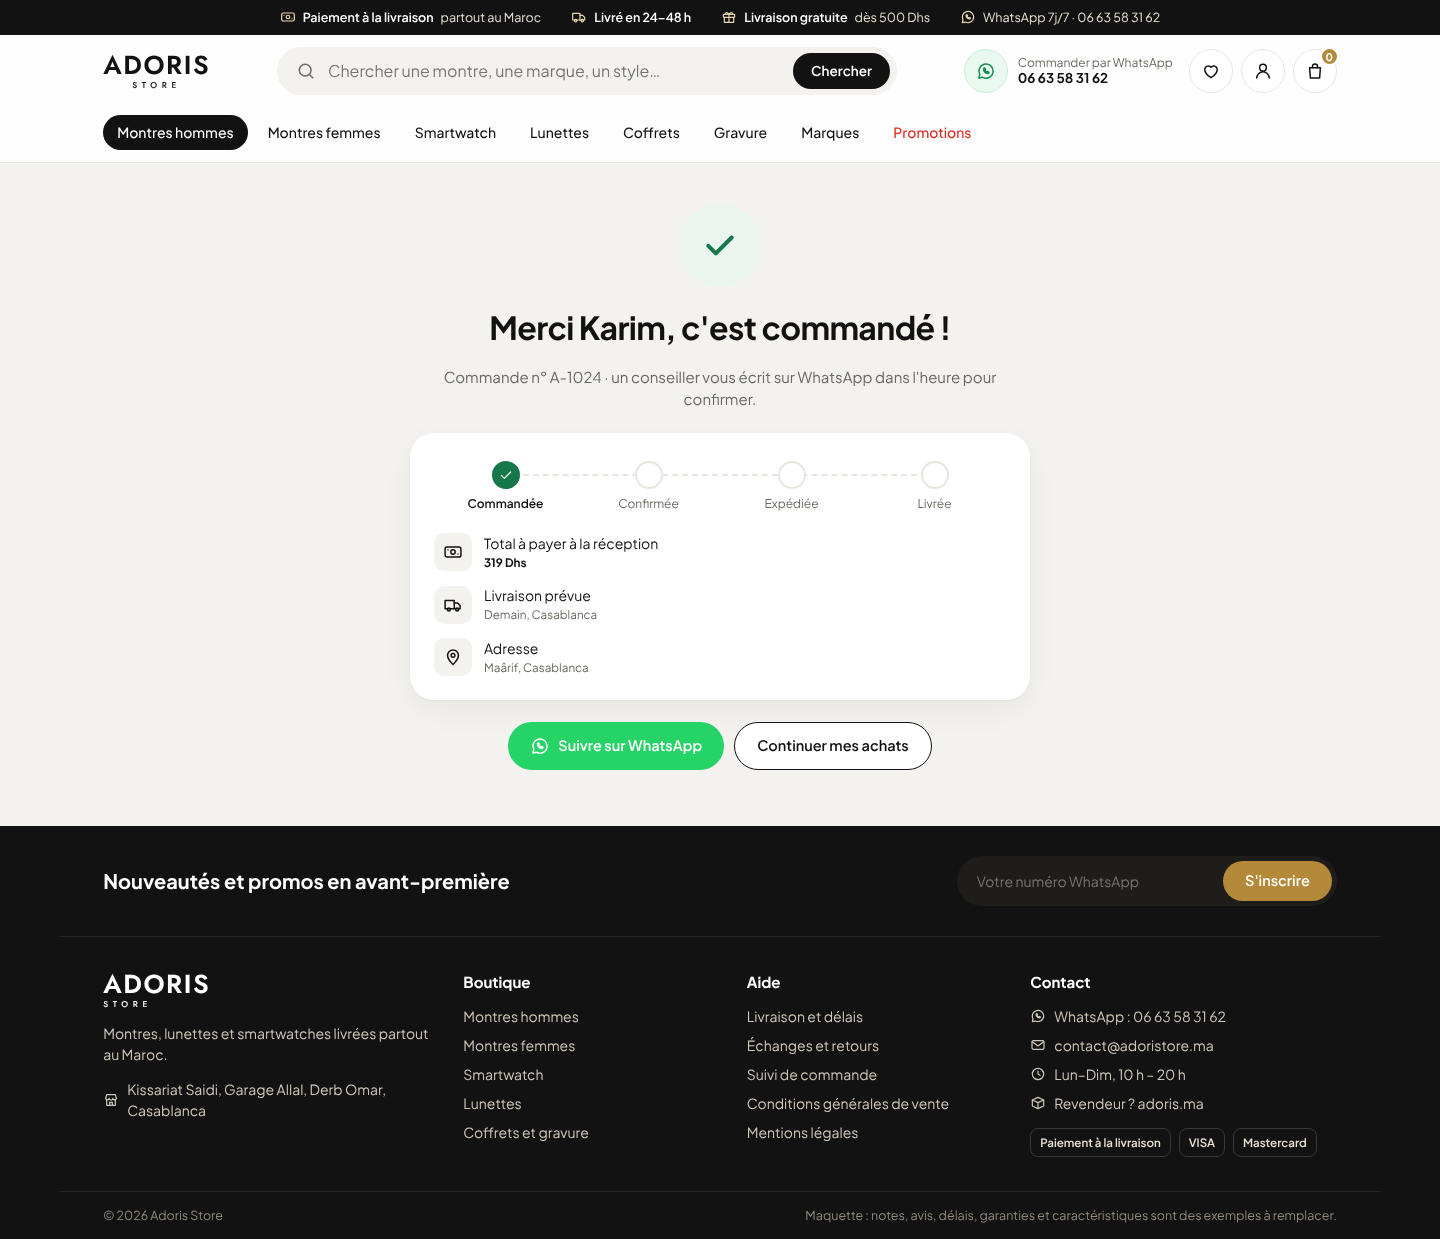 Paiement à la livraison partout au Maroc
Livré en 24–48 h
Livraison gratuite dès 500 Dhs
WhatsApp 7j/7 · 06 63 58 31 62
ADORIS
STORE
Chercher une montre, une marque, un style...
Chercher
Commander par WhatsApp
06 63 58 31 62
0
Montres hommes
Montres femmes
Smartwatch
Lunettes
Coffrets
Gravure
Marques
Promotions
Merci Karim, c'est commandé !
Commande n° A-1024 · un conseiller vous écrit sur WhatsApp dans l'heure pour
confirmer.
Commandée
Confirmée
Expédiée
Livrée
Total à payer à la réception
319 Dhs
Livraison prévue
Demain, Casablanca
Adresse
Maârif, Casablanca
Suivre sur WhatsApp
Continuer mes achats
Nouveautés et promos en avant-première
Votre numéro WhatsApp
S'inscrire
ADORIS
STORE
Montres, lunettes et smartwatches livrées partout
au Maroc.
Kissariat Saidi, Garage Allal, Derb Omar,
Casablanca
Boutique
Montres hommes
Montres femmes
Smartwatch
Lunettes
Coffrets et gravure
Aide
Livraison et délais
Échanges et retours
Suivi de commande
Conditions générales de vente
Mentions légales
Contact
WhatsApp : 06 63 58 31 62
contact@adoristore.ma
Lun–Dim, 10 h – 20 h
Revendeur ? adoris.ma
Paiement à la livraison
VISA
Mastercard
© 2026 Adoris Store
Maquette : notes, avis, délais, garanties et caractéristiques sont des exemples à remplacer.